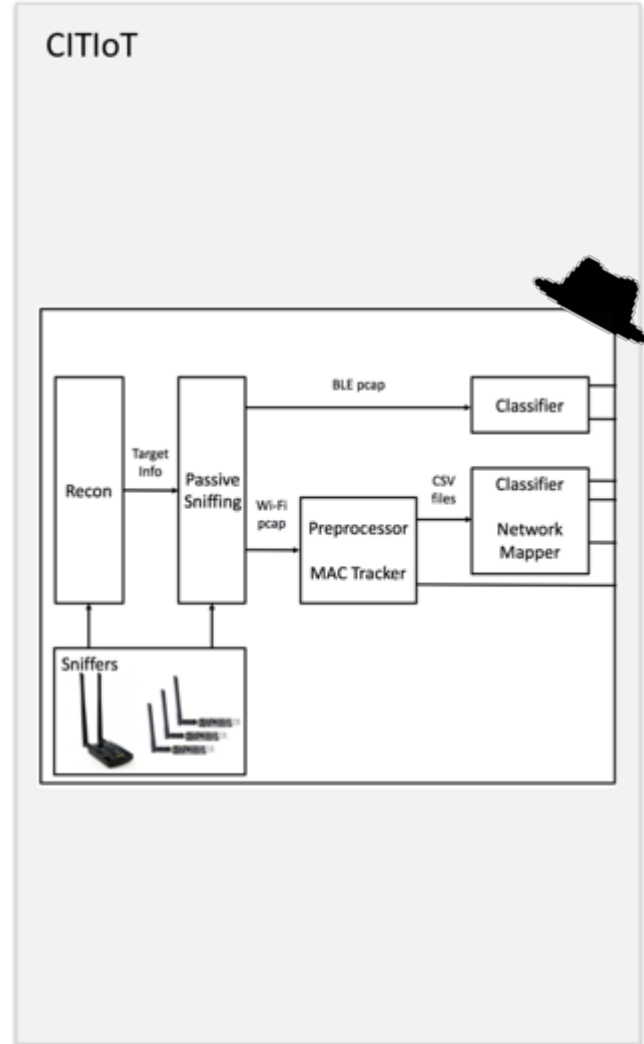 CITIoT
BLE pcap
Classifier
Target
Info
Recon
Passive
Sniffing
Wi-Fi
pcap
CSV
files
Classifier
Network
Mapper
Preprocessor
MAC Tracker
Sniffers